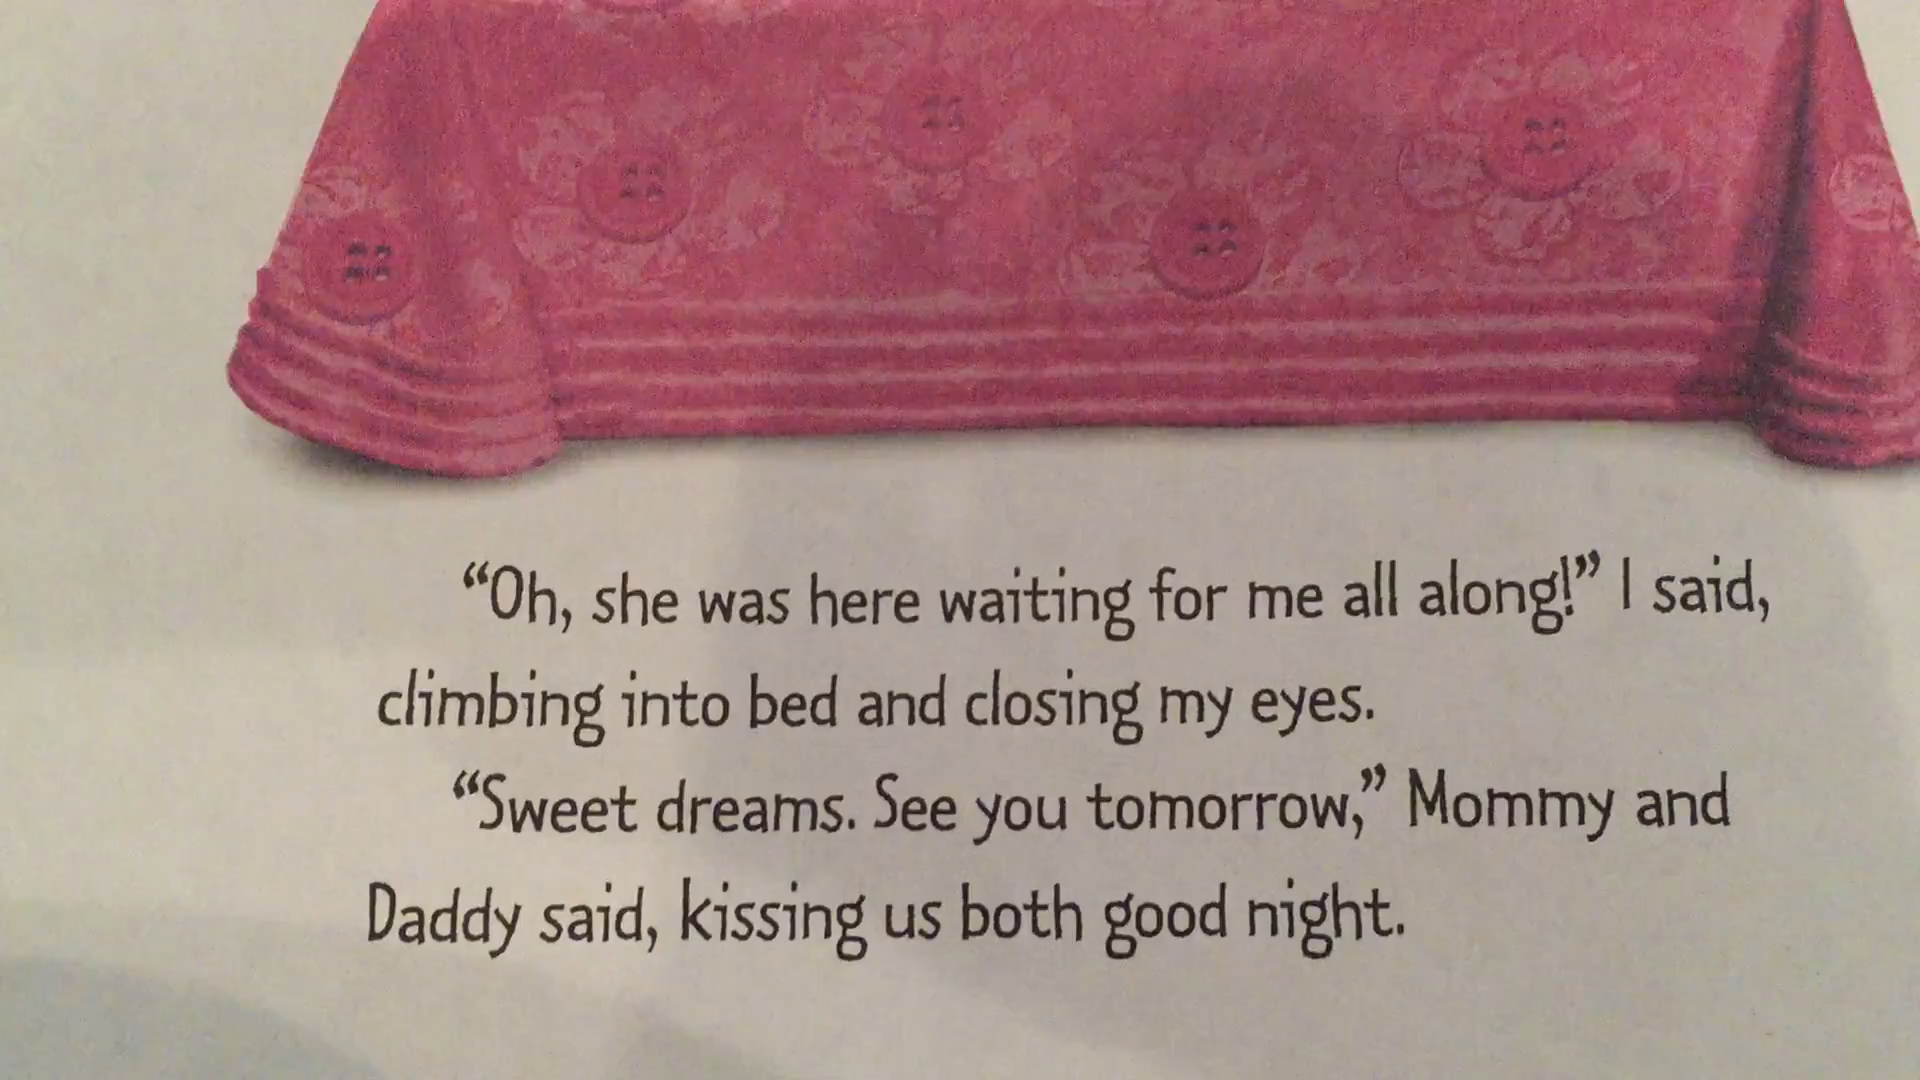 “Oh, she was here waiting for me all along!” I said,
climbing into bed and closing my eyes.
“Sweet dreams. See you tomorrow,” Mommy and
Daddy said, kissing us both good night.